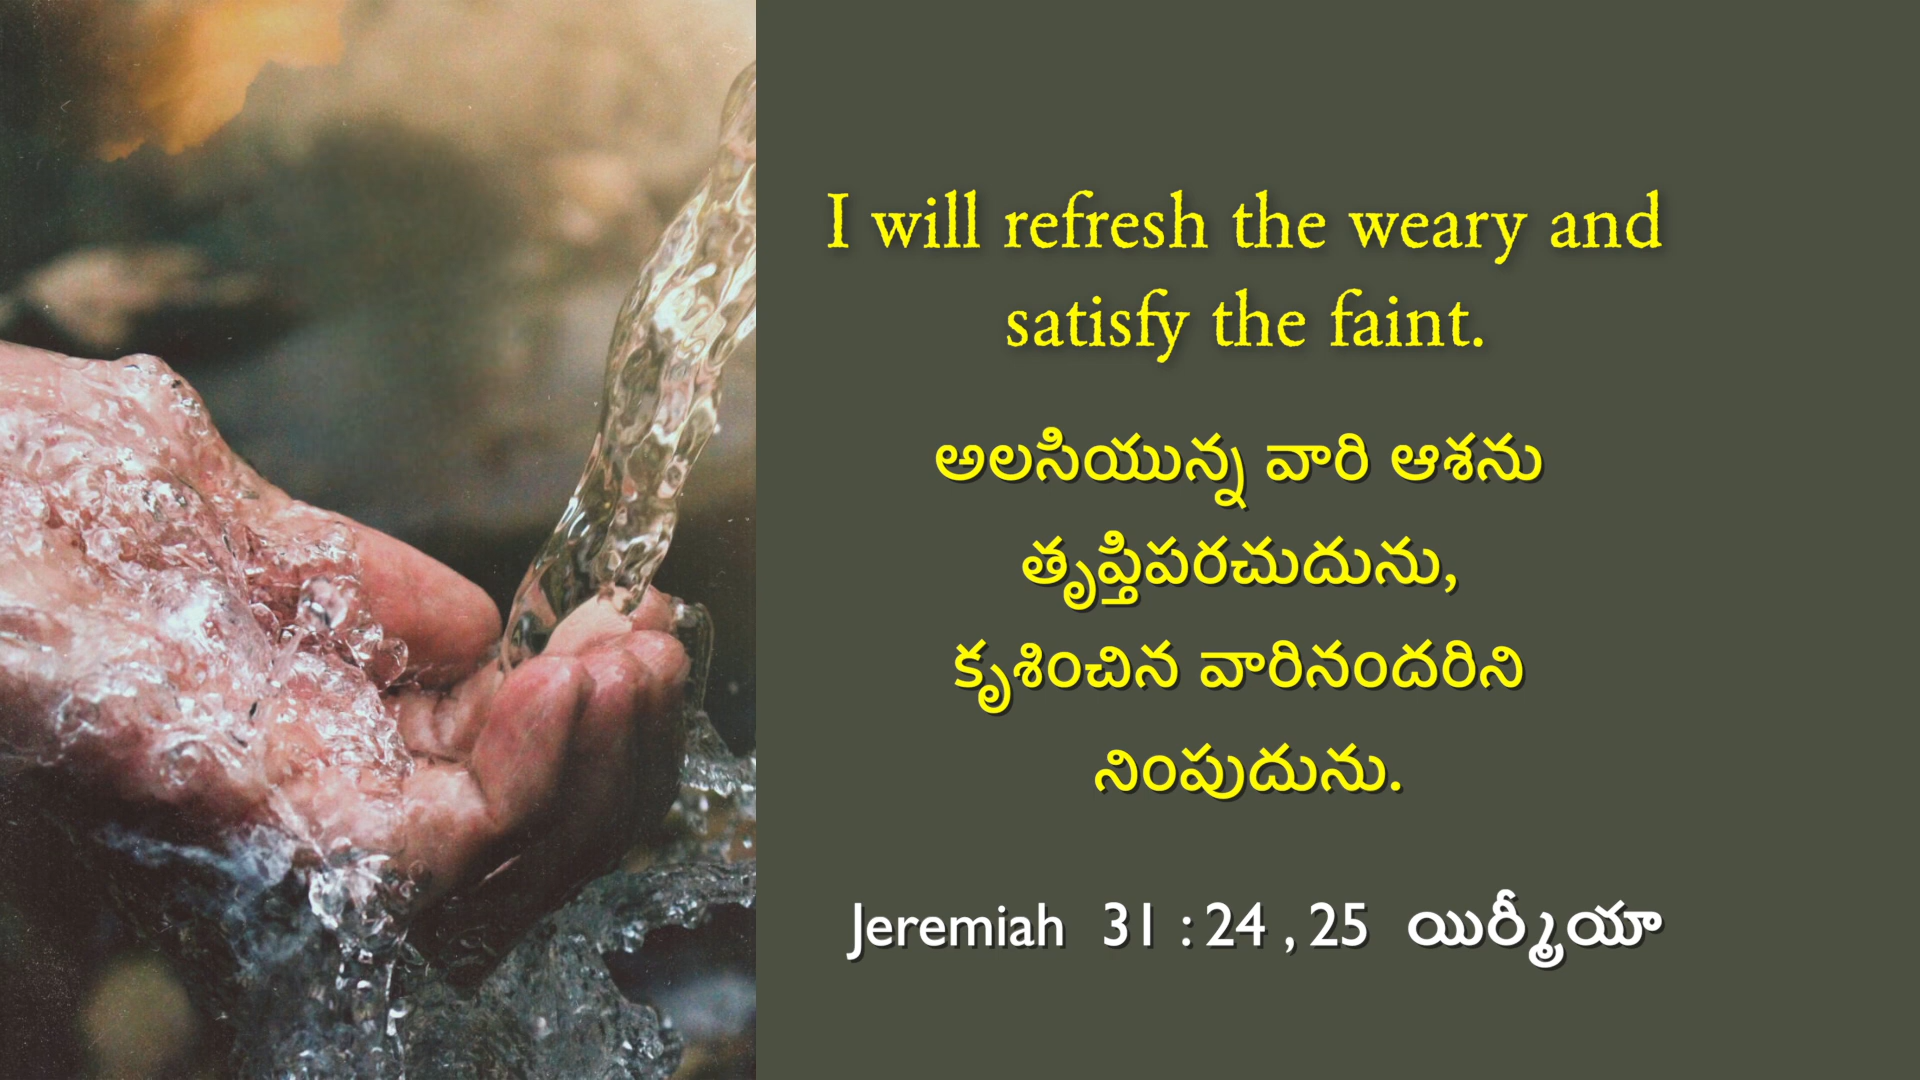 I will refresh the weary and
satisfy the faint.
అలసియున్న వారి ఆశను
తృప్తిపరచుదును,
కృశించిన వారినందరిని
నింపుదును.
Jeremiah 31 : 24 , 25 యిర్మీయా